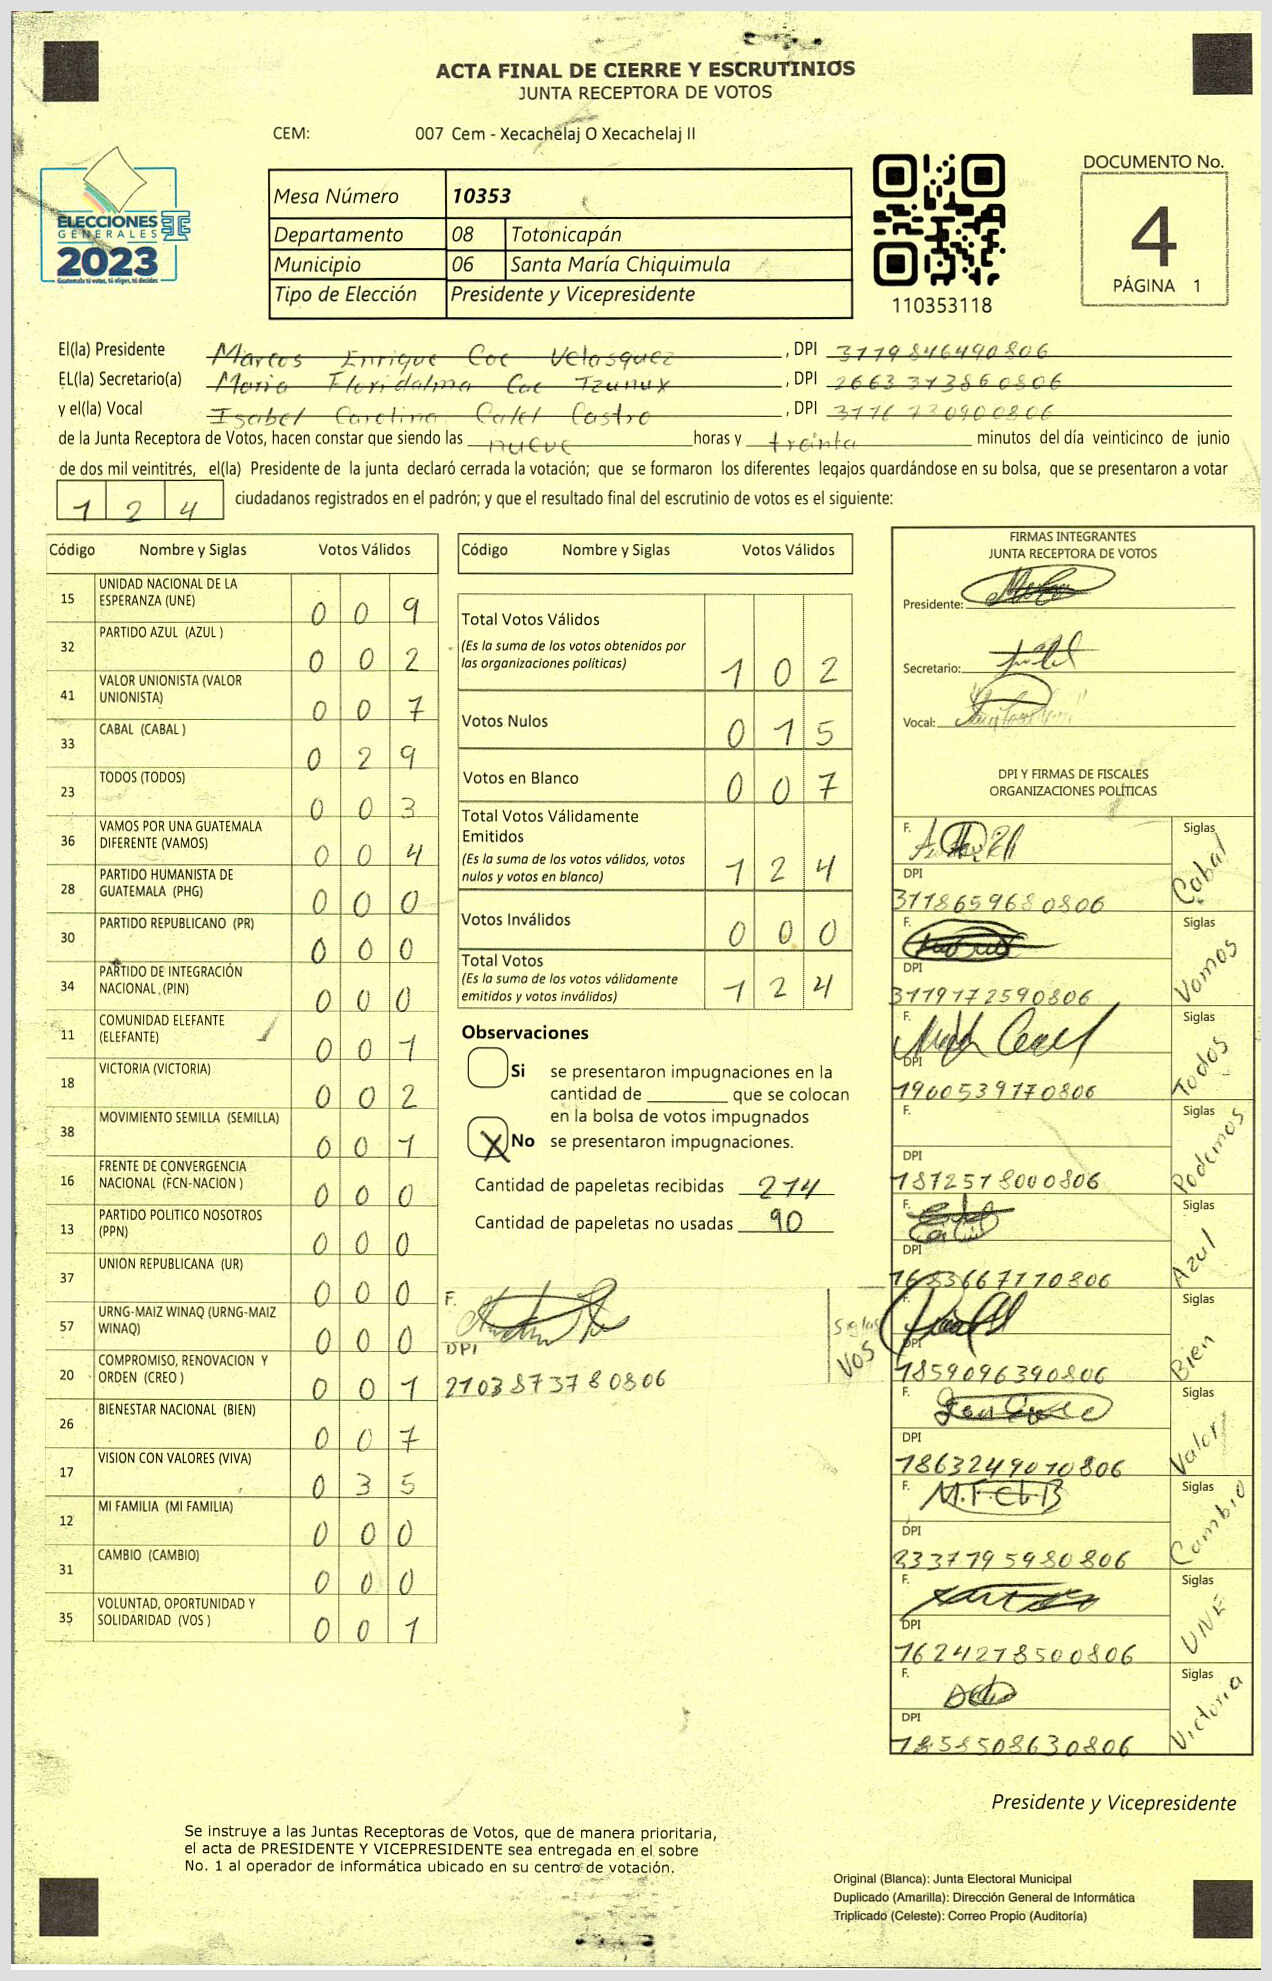 ACTA FINAL DE CIERRE Y ESCRUTINIOS
JUNTA RECEPTORA DE VOTOS
CEM: 007 Cem - Xecachelaj O Xecachelaj II
ELECCIONES
GENERALES
2023
Guatemala tú votas, tú eliges, tú decides
Mesa Número 10353
Departamento 08 Totonicapán
Municipio 06 Santa María Chiquimula
Tipo de Elección Presidente y Vicepresidente
110353118
DOCUMENTO No.
4
PÁGINA 1
El(la) Presidente Marcos Enrique Coc Velasquez, DPI 3179846490806
EL(la) Secretario(a) Maria Floridalma Coc Tzunux, DPI 2663373860806
y el(la) Vocal Isabel Carolina Calel Castro, DPI 3176720900806
de la Junta Receptora de Votos, hacen constar que siendo las nueve horas y treinta minutos del día veinticinco de junio
de dos mil veintitrés, el(la) Presidente de la junta declaró cerrada la votación; que se formaron los diferentes legajos quardándose en su bolsa, que se presentaron a votar
1 2 4 ciudadanos registrados en el padrón; y que el resultado final del escrutinio de votos es el siguiente:
Código Nombre y Siglas Votos Válidos
15 UNIDAD NACIONAL DE LA ESPERANZA (UNE) 0 0 9
32 PARTIDO AZUL (AZUL ) 0 0 2
41 VALOR UNIONISTA (VALOR UNIONISTA) 0 0 7
33 CABAL (CABAL ) 0 2 9
23 TODOS (TODOS) 0 0 3
36 VAMOS POR UNA GUATEMALA DIFERENTE (VAMOS) 0 0 4
28 PARTIDO HUMANISTA DE GUATEMALA (PHG) 0 0 0
30 PARTIDO REPUBLICANO (PR) 0 0 0
34 PARTIDO DE INTEGRACIÓN NACIONAL (PIN) 0 0 0
11 COMUNIDAD ELEFANTE (ELEFANTE) 0 0 1
18 VICTORIA (VICTORIA) 0 0 2
38 MOVIMIENTO SEMILLA (SEMILLA) 0 0 1
16 FRENTE DE CONVERGENCIA NACIONAL (FCN-NACION ) 0 0 0
13 PARTIDO POLITICO NOSOTROS (PPN) 0 0 0
37 UNION REPUBLICANA (UR) 0 0 0
57 URNG-MAIZ WINAQ (URNG-MAIZ WINAQ) 0 0 0
20 COMPROMISO, RENOVACION Y ORDEN (CREO ) 0 0 1
26 BIENESTAR NACIONAL (BIEN) 0 0 7
17 VISION CON VALORES (VIVA) 0 3 5
12 MI FAMILIA (MI FAMILIA) 0 0 0
31 CAMBIO (CAMBIO) 0 0 0
35 VOLUNTAD, OPORTUNIDAD Y SOLIDARIDAD (VOS ) 0 0 1
Código Nombre y Siglas Votos Válidos
Total Votos Válidos 1 0 2
(Es la suma de los votos obtenidos por
las organizaciones politicas)
Votos Nulos 0 1 5
Votos en Blanco 0 0 7
Total Votos Válidamente
Emitidos 1 2 4
(Es la suma de los votos válidos, votos
nulos y votos en blanco)
Votos Inválidos 0 0 0
Total Votos 1 2 4
(Es la suma de los votos válidamente
emitidos y votos inválidos)
Observaciones
Si se presentaron impugnaciones en la
cantidad de ________ que se colocan
en la bolsa de votos impugnados
X No se presentaron impugnaciones.
Cantidad de papeletas recibidas 214
Cantidad de papeletas no usadas 90
F.
DPI
2103873780806
Siglas
VOS
FIRMAS INTEGRANTES
JUNTA RECEPTORA DE VOTOS
Presidente:
Secretario:
Vocal:
DPI Y FIRMAS DE FISCALES
ORGANIZACIONES POLÍTICAS
F. Siglas
DPI Cabal
3178659680806
F. Siglas
DPI Vamos
3179172590806
F. Siglas
DPI Todos
1960539170806
F. Siglas
DPI Podemos
1872518000806
F. Siglas
DPI Azul
1683667170806
F. Siglas
DPI Bien
1859096390806
F. Siglas
DPI Valor
1863249070806
F. Siglas
DPI Cambio
2337795980806
F. Siglas
DPI UNE
1624278500806
F. Siglas
DPI Victoria
1858508630806
Presidente y Vicepresidente
Se instruye a las Juntas Receptoras de Votos, que de manera prioritaria,
el acta de PRESIDENTE Y VICEPRESIDENTE sea entregada en el sobre
No. 1 al operador de informática ubicado en su centro de votación.
Original (Blanca): Junta Electoral Municipal
Duplicado (Amarilla): Dirección General de Informática
Triplicado (Celeste): Correo Propio (Auditoría)